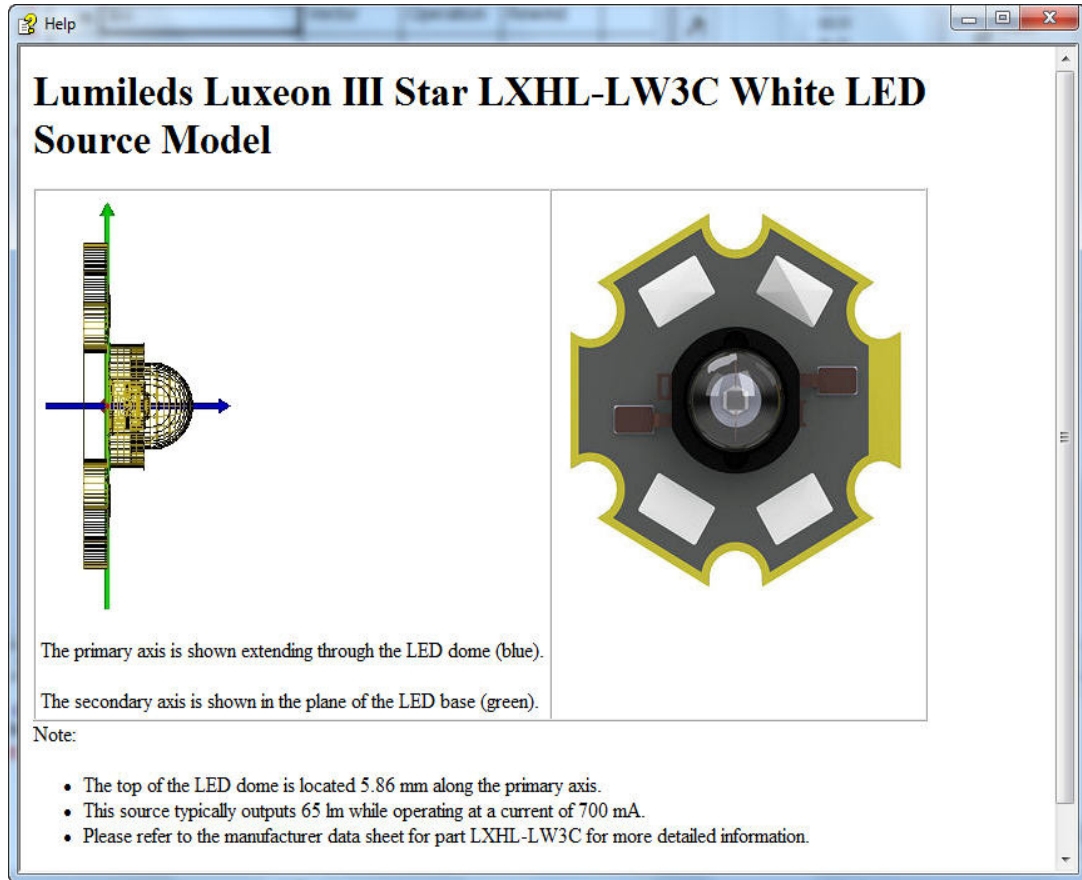 Help
Lumileds Luxeon III Star LXHL-LW3C White LED
Source Model
The primary axis is shown extending through the LED dome (blue).
The secondary axis is shown in the plane of the LED base (green).
Note:
• The top of the LED dome is located 5.86 mm along the primary axis.
• This source typically outputs 65 lm while operating at a current of 700 mA.
• Please refer to the manufacturer data sheet for part LXHL-LW3C for more detailed information.